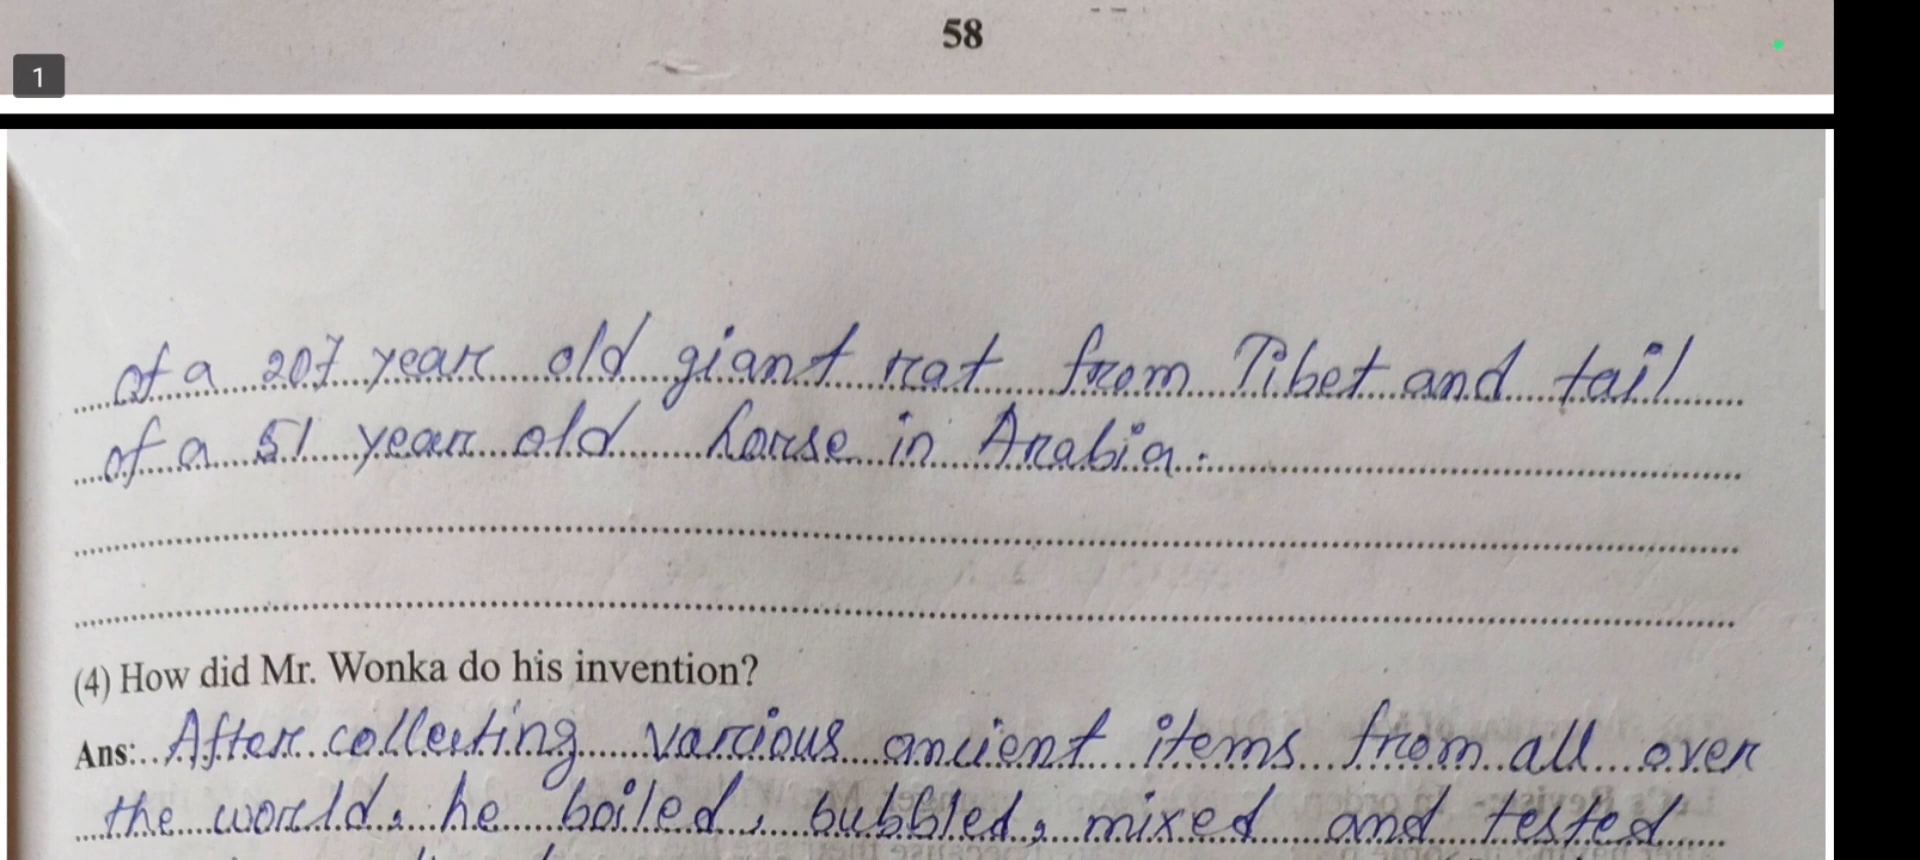 58
1
of a 207 year old giant rat from Tibet and tail
of a 51 year old horse in Arabia.
(4) How did Mr. Wonka do his invention?
Ans: After collecting various ancient items from all over
the world, he boiled, bubbled, mixed and tested